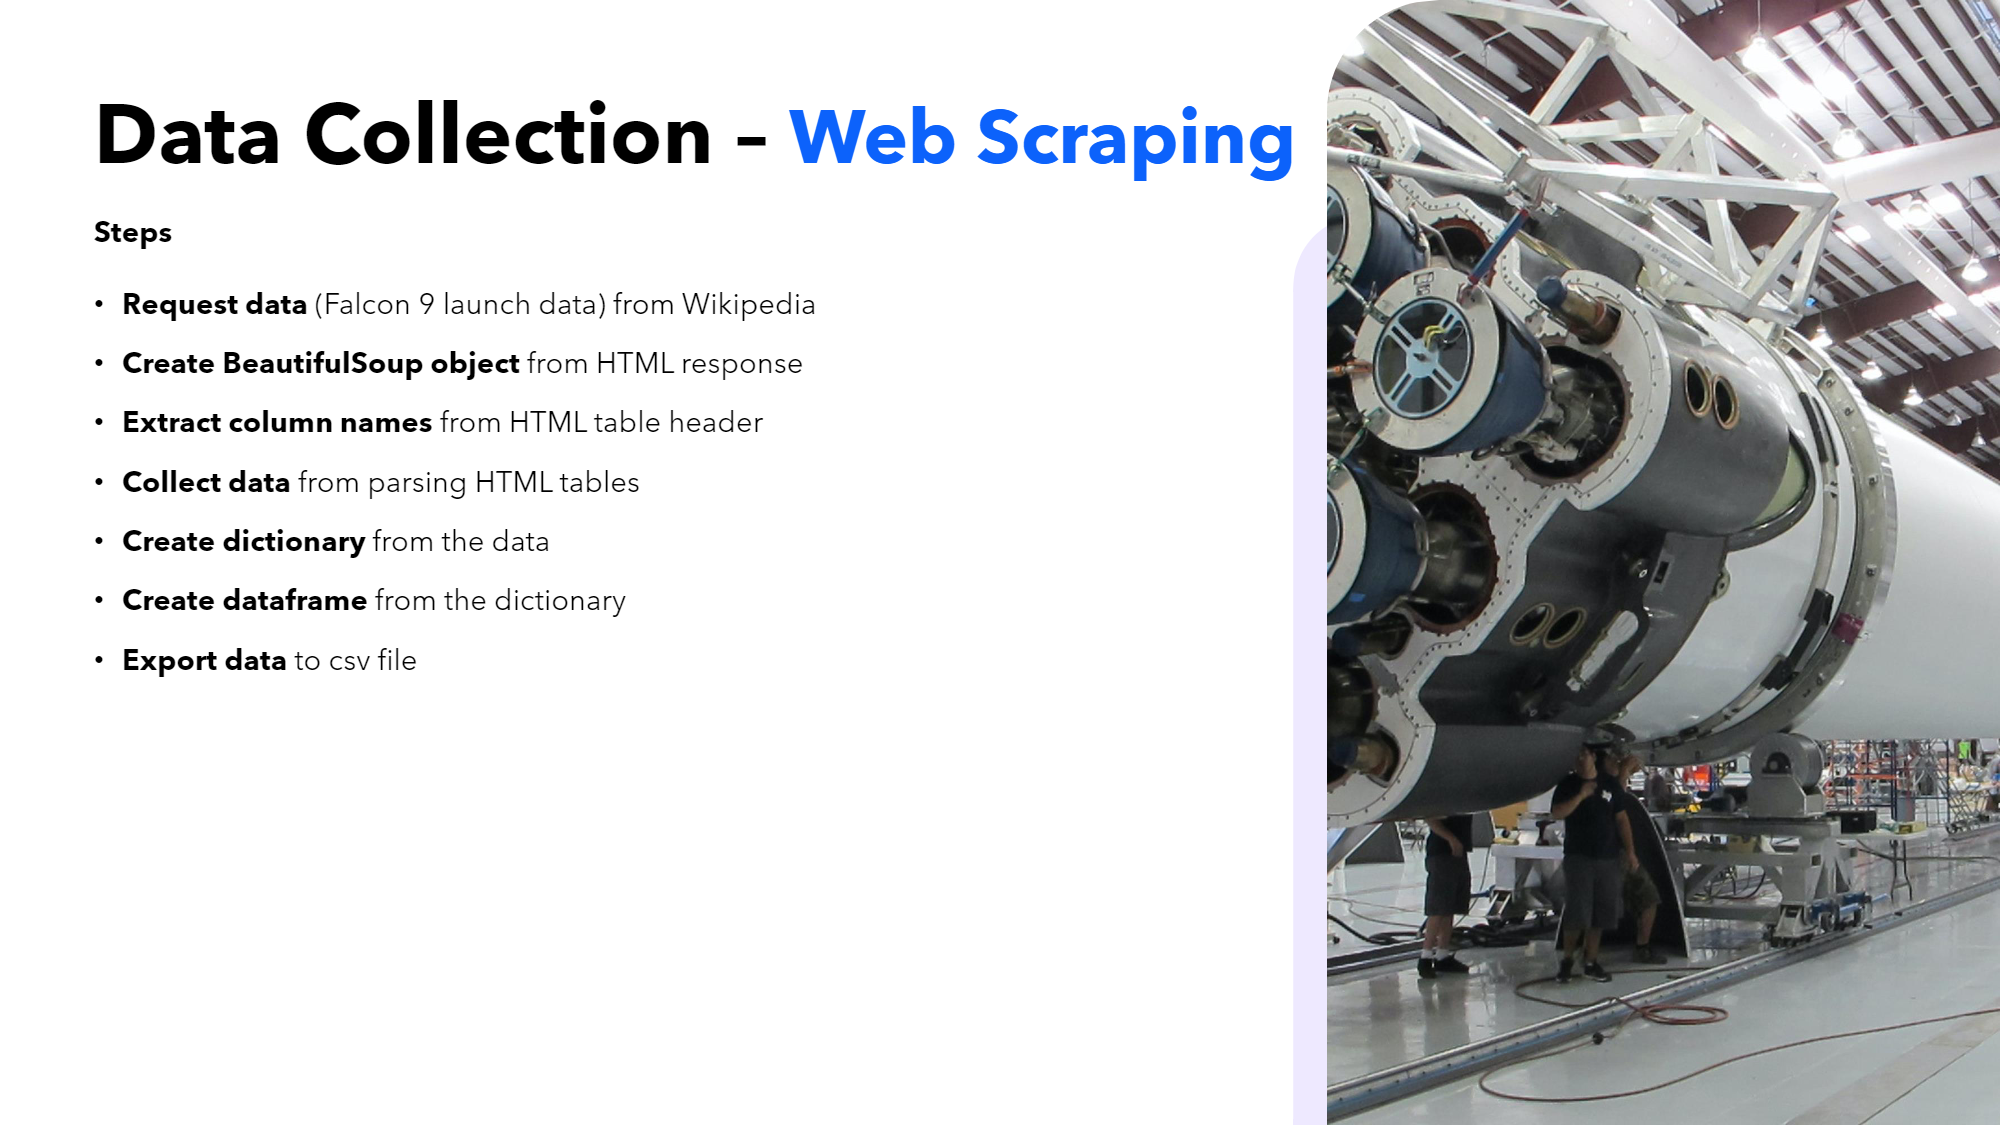 Data Collection – Web Scraping
Steps
• Request data (Falcon 9 launch data) from Wikipedia
• Create BeautifulSoup object from HTML response
• Extract column names from HTML table header
• Collect data from parsing HTML tables
• Create dictionary from the data
• Create dataframe from the dictionary
• Export data to csv file